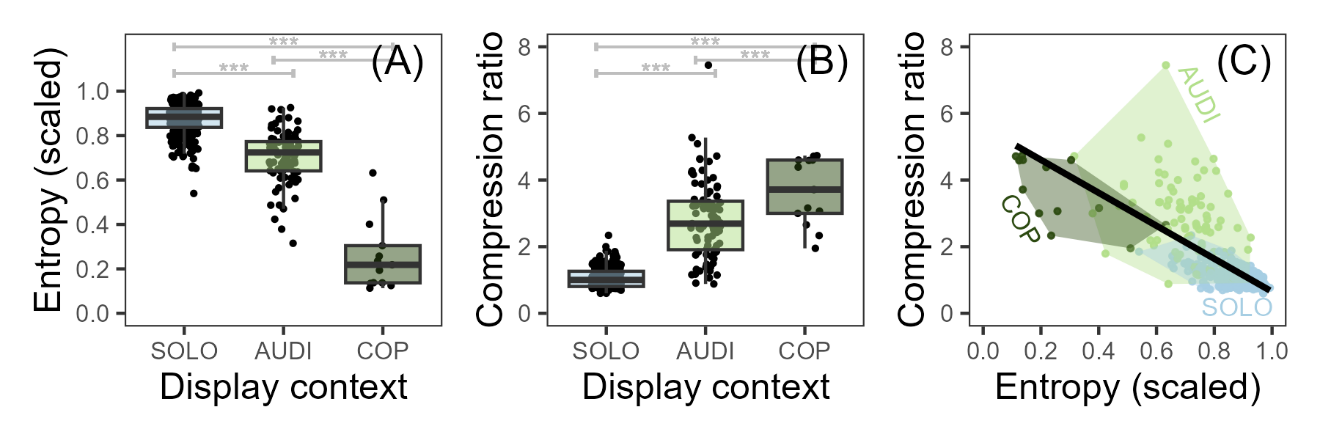 Entropy (scaled)
1.0
0.8
0.6
0.4
0.2
0.0
***
***
***
(A)
SOLO AUDI COP
Display context
Compression ratio
8
6
4
2
0
***
***
***
(B)
SOLO AUDI COP
Display context
Compression ratio
8
6
4
2
0
(C)
AUDI
COP
SOLO
0.0 0.2 0.4 0.6 0.8 1.0
Entropy (scaled)